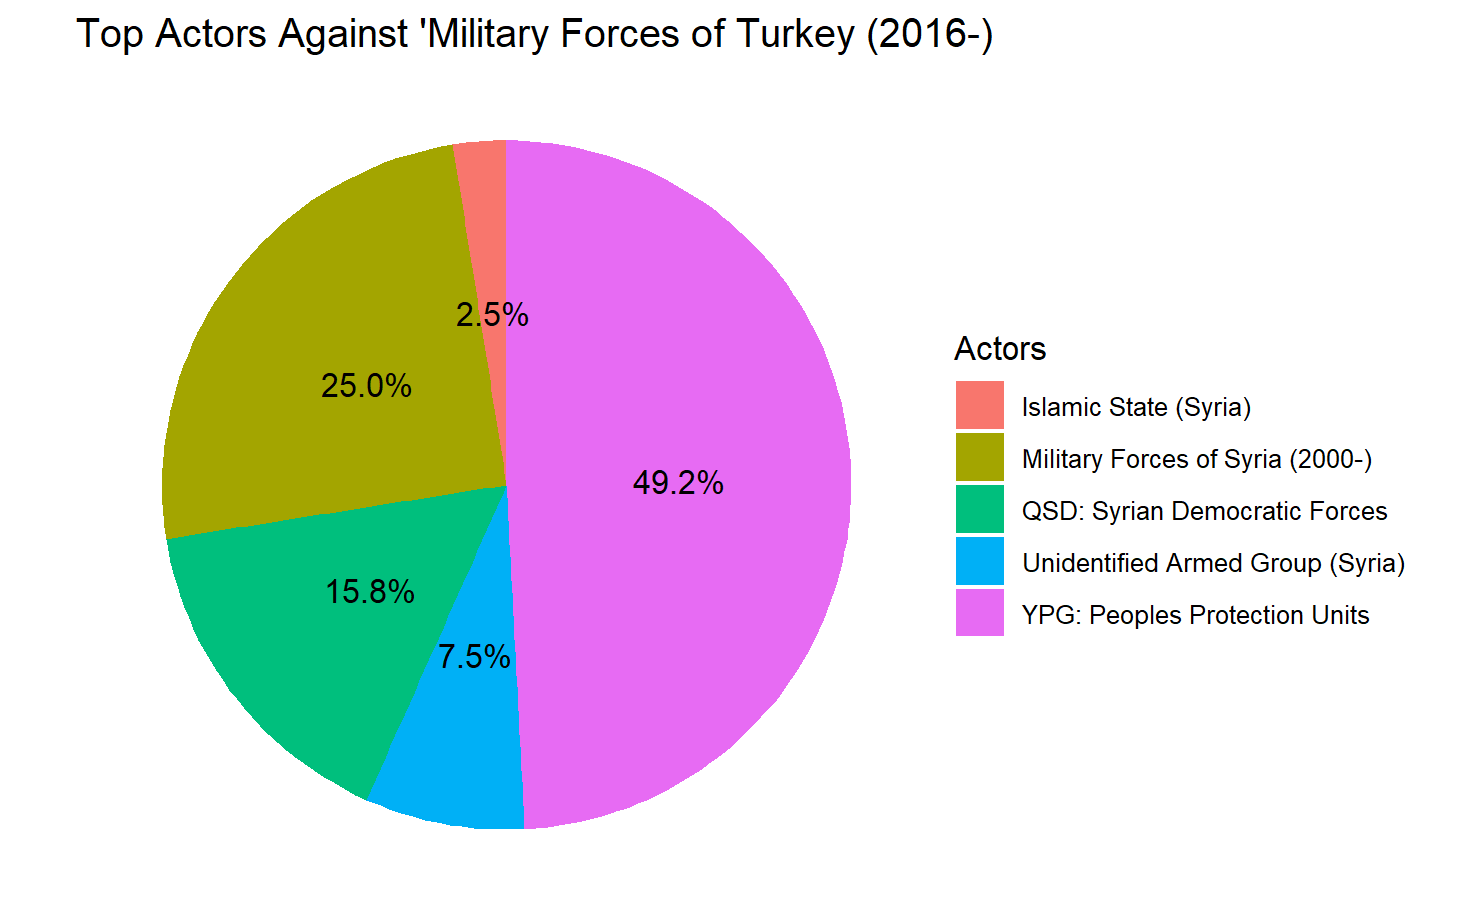 Top Actors Against 'Military Forces of Turkey (2016-)
2.5%
25.0%
49.2%
15.8%
7.5%
Actors
Islamic State (Syria)
Military Forces of Syria (2000-)
QSD: Syrian Democratic Forces
Unidentified Armed Group (Syria)
YPG: Peoples Protection Units